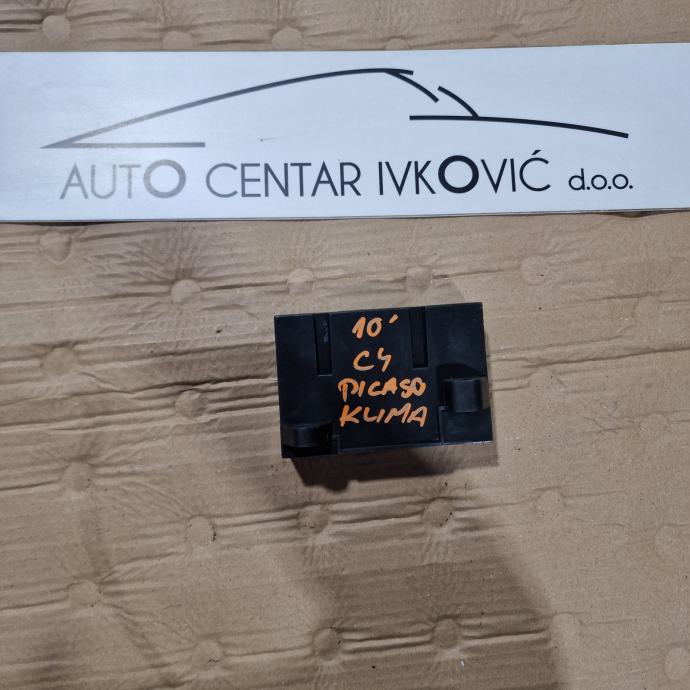 AUTO CENTAR IVKOVIĆ d.o.o.
10'
C4
PICASO
KLIMA